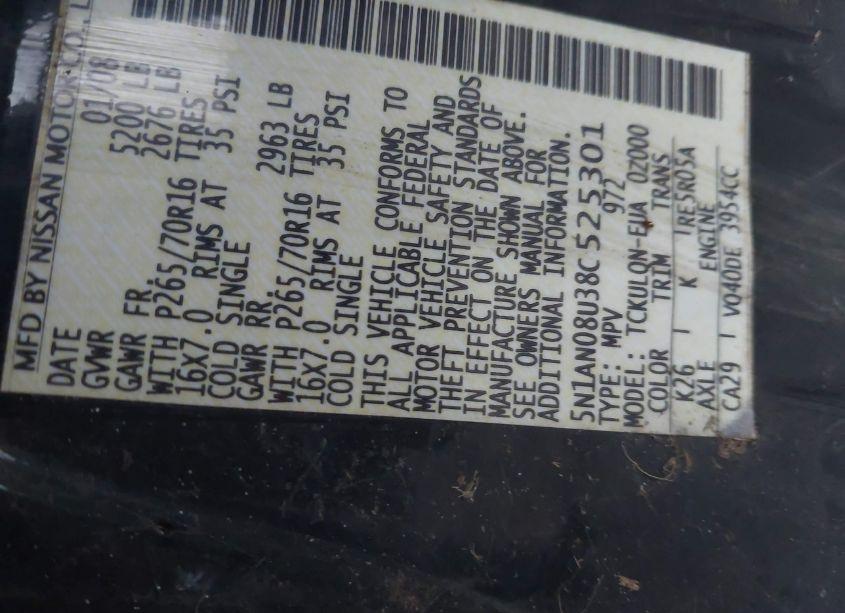 MFD BY NISSAN MOTOR CO., L
DATE 01/08
GVWR 5200 LB
GAWR FR. 2676 LB
WITH P265/70R16 TIRES
16X7.0 RIMS AT 35 PSI
COLD SINGLE
GAWR RR. 2963 LB
WITH P265/70R16 TIRES
16X7.0 RIMS AT 35 PSI
COLD SINGLE
THIS VEHICLE CONFORMS TO
ALL APPLICABLE FEDERAL
MOTOR VEHICLE SAFETY AND
THEFT PREVENTION STANDARDS
IN EFFECT ON THE DATE OF
MANUFACTURE SHOWN ABOVE.
SEE OWNERS MANUAL FOR
ADDITIONAL INFORMATION.
5N1AN08U38C525301
TYPE: MPV 972
MODEL: TCKULQN-EUA 02000
COLOR TRIM TRANS
K26 K RE5R05A
AXLE ENGINE
CA29 VQ40DE 3954CC